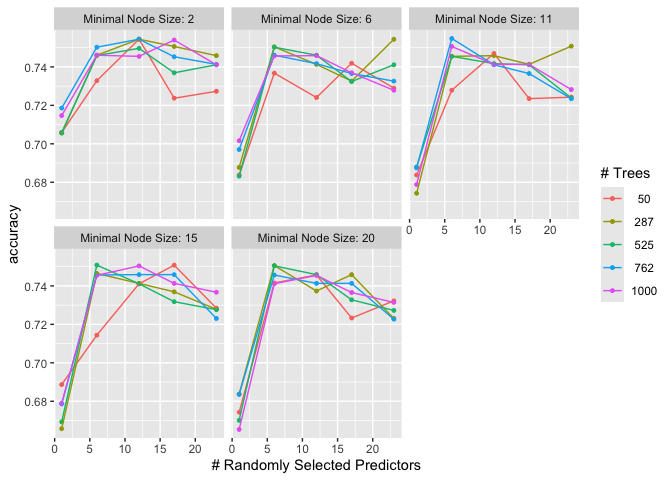 Minimal Node Size: 2
Minimal Node Size: 6
Minimal Node Size: 11
0.74
0.72
0.70
0.68
0 5 10 15 20
# Trees
50
287
525
762
1000
accuracy
Minimal Node Size: 15
Minimal Node Size: 20
0.74
0.72
0.70
0.68
0 5 10 15 20
0 5 10 15 20
# Randomly Selected Predictors